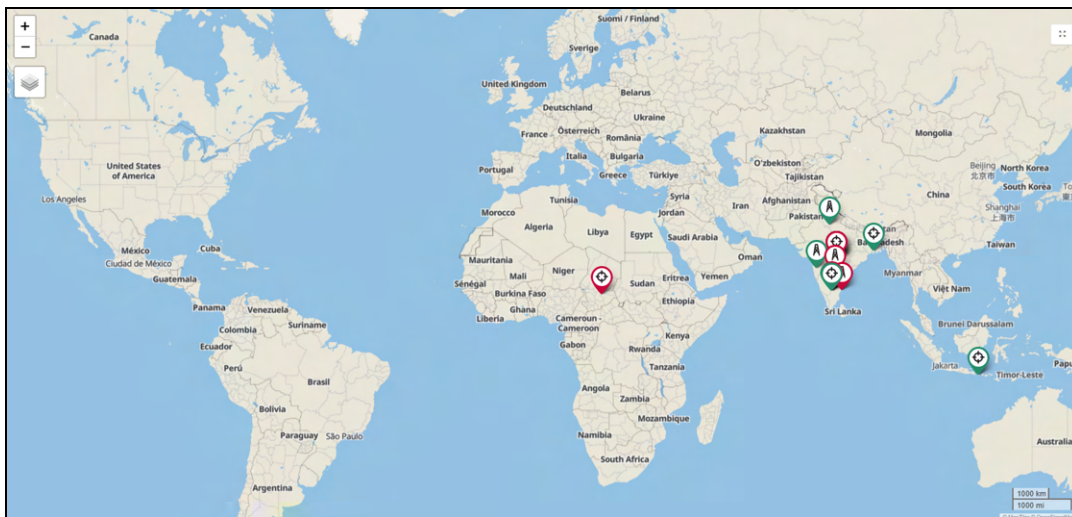 +
−
Canada
Suomi / Finland
Sverige
United Kingdom
Belarus
Deutschland
Ukraine
France
Österreich
România
Kazakhstan
Mongolia
Italia
Bulgaria
O'zbekiston
Portugal
Greece
Türkiye
Tajikistan
Beijing
北京市
North Korea
United States
of America
Los Angeles
Tunisia
Syria
Iran
Afghanistan
China
South Korea
Morocco
Jordan
Pakistan
Shanghai
上海市
Algeria
Libya
Egypt
Saudi Arabia
Bangladesh
Taiwan
México
Cuba
Ciudad de México
Oman
Mauritania
Mali
Niger
Sudan
Eritrea
Yemen
Myanmar
Guatemala
Sénégal
Burkina Faso
Việt Nam
Panama
Venezuela
Liberia
Ghana
Ethiopia
Cameroun -
Cameroon
Sri Lanka
Colombia
Suriname
Brunei Darussalam
Ecuador
Gabon
Kenya
Rwanda
Perú
Tanzania
Jakarta
Timor-Leste
Brasil
Angola
Zambia
Bolivia
Mozambique
Paraguay
São Paulo
Namibia
Australia
South Africa
Argentina
1000 km
1000 mi